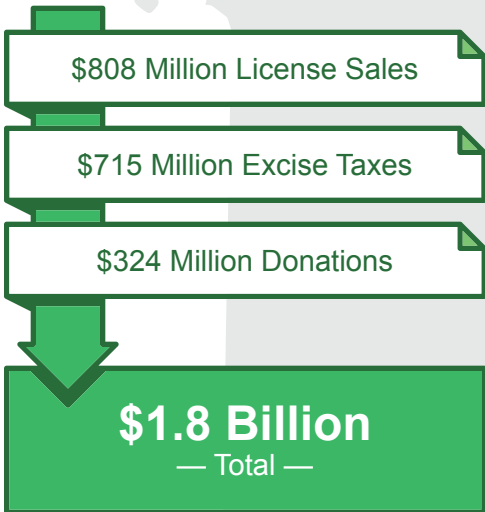 $808 Million License Sales
$715 Million Excise Taxes
$324 Million Donations
$1.8 Billion
— Total —